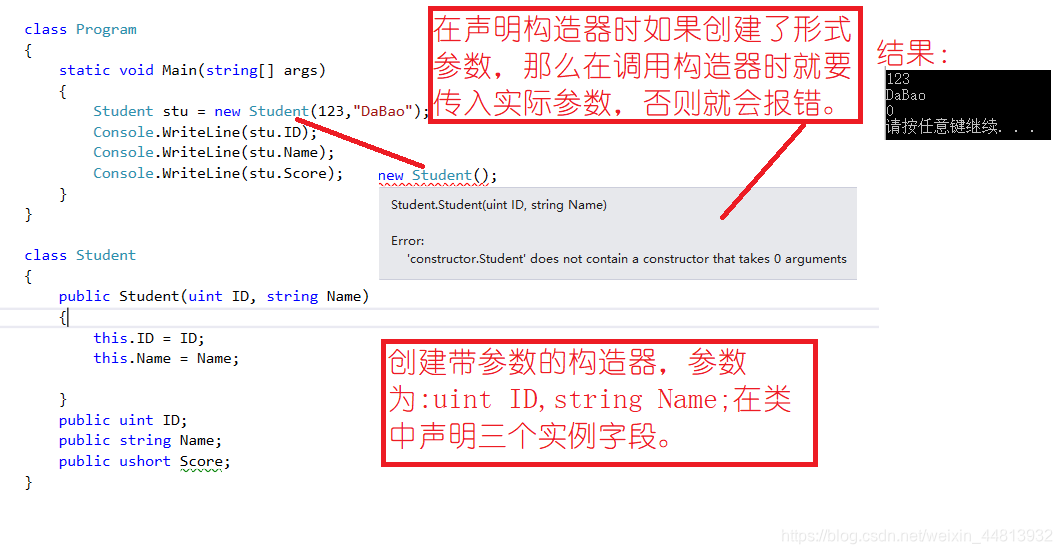 class Program
{
static void Main(string[] args)
{
Student stu = new Student(123,"DaBao");
Console.WriteLine(stu.ID);
Console.WriteLine(stu.Name);
Console.WriteLine(stu.Score);
}
}
class Student
{
public Student(uint ID, string Name)
{
this.ID = ID;
this.Name = Name;
}
public uint ID;
public string Name;
public ushort Score;
}
在声明构造器时如果创建了形式
参数，那么在调用构造器时就要
传入实际参数，否则就会报错。
new Student();
Student.Student(uint ID, string Name)
Error:
'constructor.Student' does not contain a constructor that takes 0 arguments
创建带参数的构造器，参数
为:uint ID,string Name;在类
中声明三个实例字段。
结果：
123
DaBao
0
请按任意键继续. . .
https://blog.csdn.net/weixin_44813932